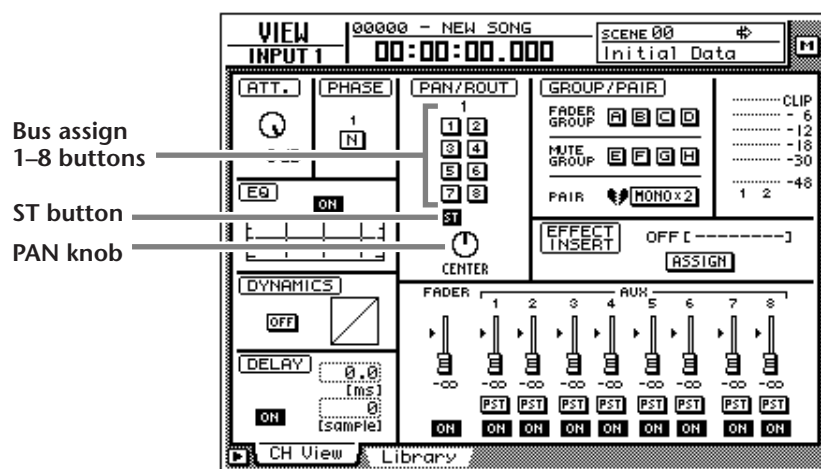 VIEW
INPUT 1
00000 - NEW SONG
00:00:00.000
SCENE 00
Initial Data
M
Bus assign
1–8 buttons
ST button
PAN knob
ATT.
PHASE
1
N
PAN/ROUT
1
1 2
3 4
5 6
7 8
ST
CENTER
GROUP/PAIR
FADER
GROUP A B C D
MUTE
GROUP E F G H
PAIR MONO×2
CLIP
- 6
-12
-18
-30
-48
1 2
EQ
ON
EFFECT
INSERT
OFF [--------]
ASSIGN
DYNAMICS
OFF
DELAY
0.0
[ms]
0
[sample]
ON
FADER
AUX
1 2 3 4 5 6 7 8
-∞ -∞ -∞ -∞ -∞ -∞ -∞ -∞ -∞
PST PST PST PST PST PST PST PST
ON ON ON ON ON ON ON ON ON
CH View
Library